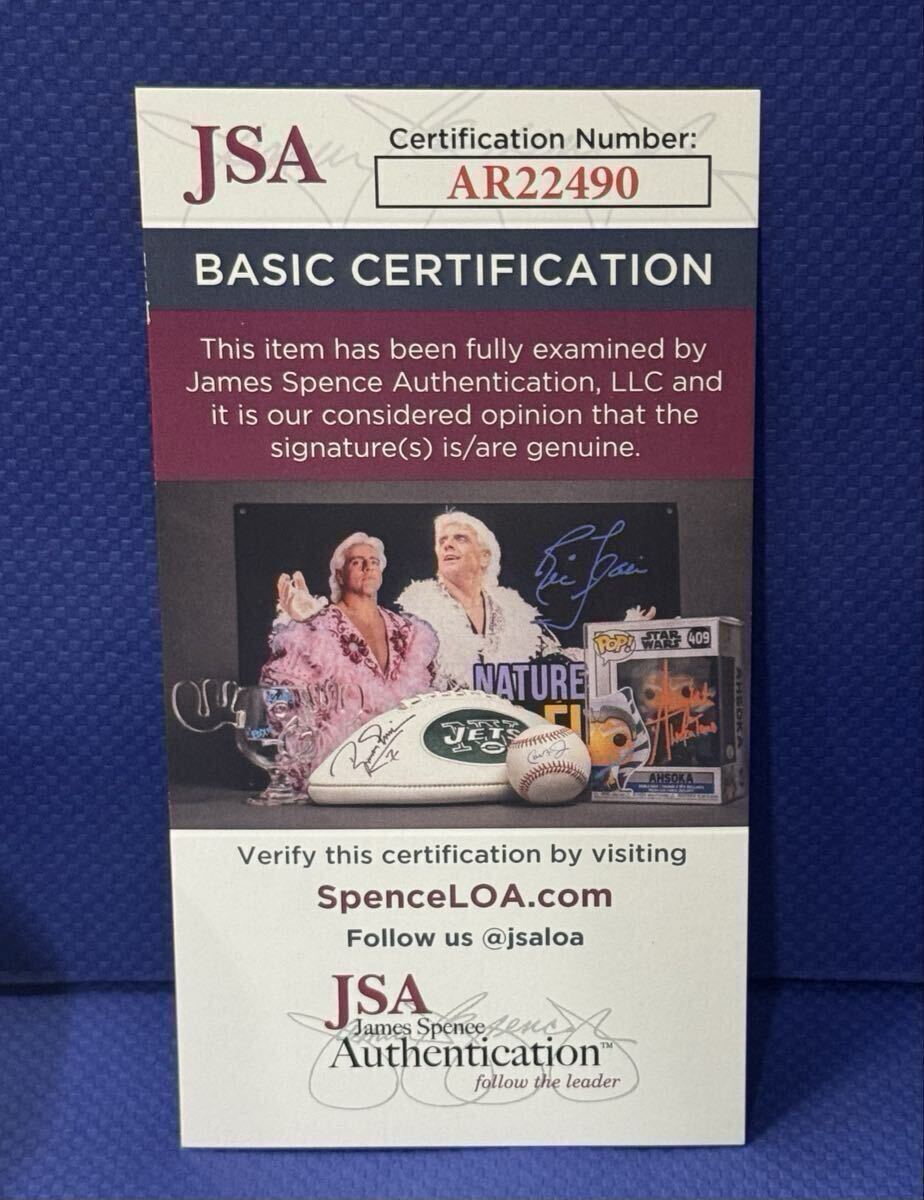 JSA
Certification Number:
AR22490
BASIC CERTIFICATION
This item has been fully examined by
James Spence Authentication, LLC and
it is our considered opinion that the
signature(s) is/are genuine.
NATURE
JETS
POP!
STAR
WARS
409
AHSOKA
AHSOKA
Verify this certification by visiting
SpenceLOA.com
Follow us @jsaloa
JSA
James Spence
Authentication™
follow the leader